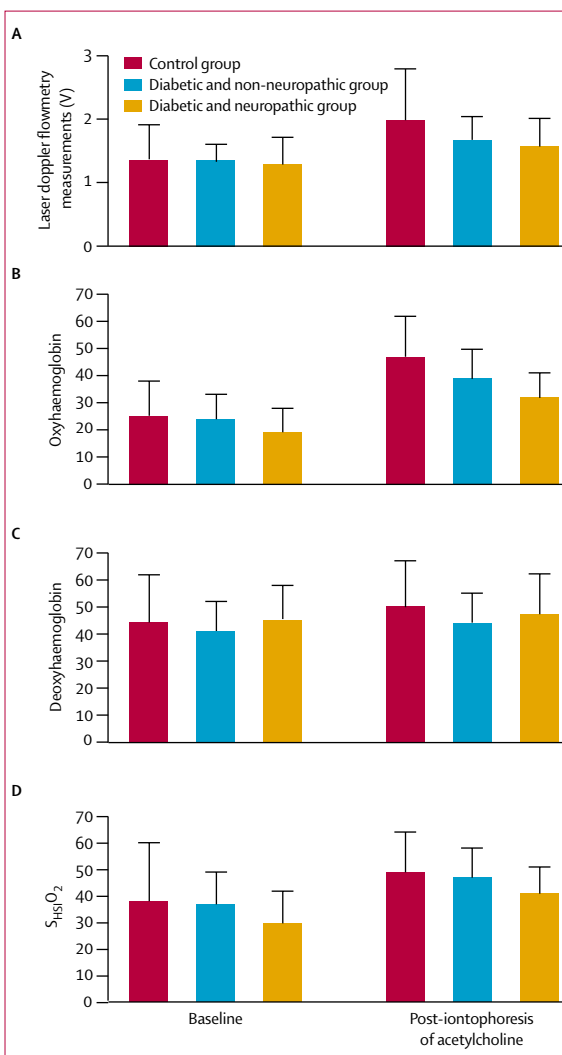 A
Laser doppler flowmetry
measurements (V)
3
2
1
0
Control group
Diabetic and non-neuropathic group
Diabetic and neuropathic group
B
Oxyhaemoglobin
70
60
50
40
30
20
10
0
C
Deoxyhaemoglobin
70
60
50
40
30
20
10
0
D
SHSIO2
70
60
50
40
30
20
10
0
Baseline
Post-iontophoresis
of acetylcholine